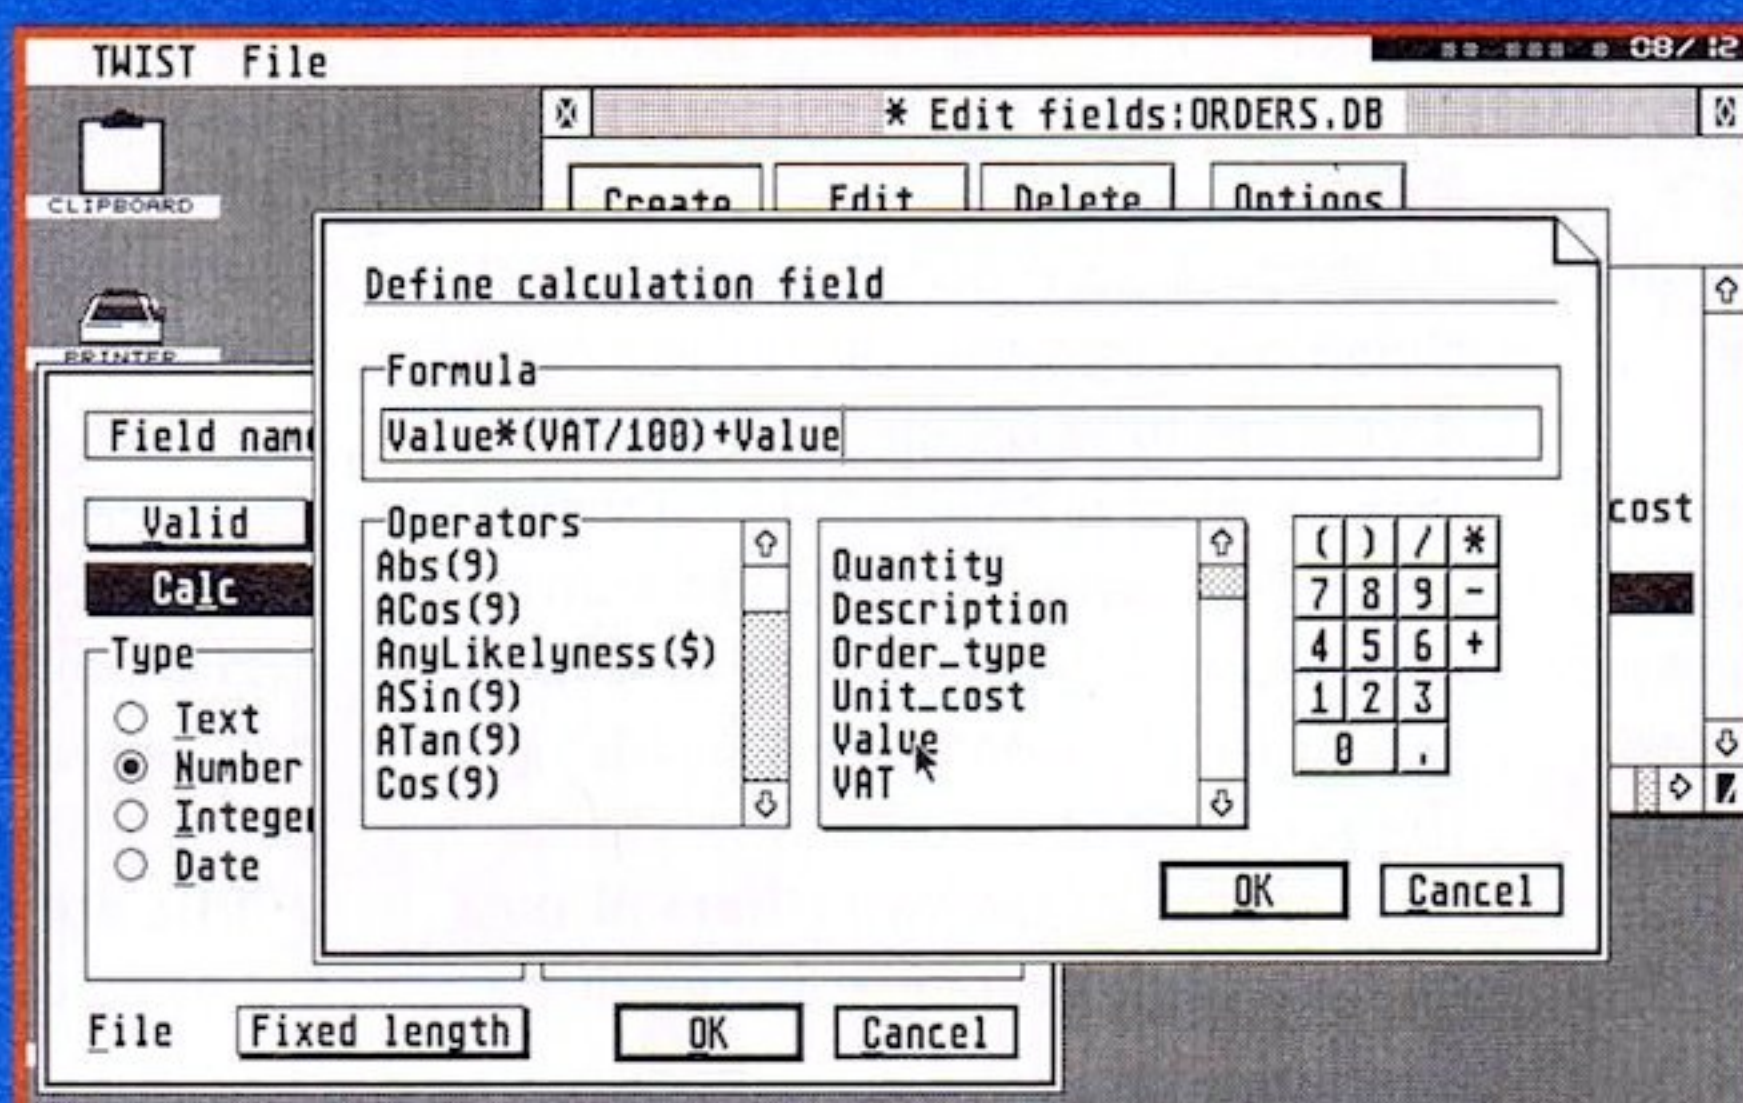 TWIST File
08/12
CLIPBOARD
* Edit fields:ORDERS.DB
Create Edit Delete Options
PRINTER
Define calculation field
Formula
Value*(VAT/100)+Value
Field
Valid
Calc
cost
Operators
Abs(9)
ACos(9)
AnyLikelyness($)
ASin(9)
ATan(9)
Cos(9)
Quantity
Description
Order_type
Unit_cost
Value
VAT
( ) / *
7 8 9 -
4 5 6 +
1 2 3
0 .
Type
Text
Number
Integer
Date
OK Cancel
File Fixed length OK Cancel